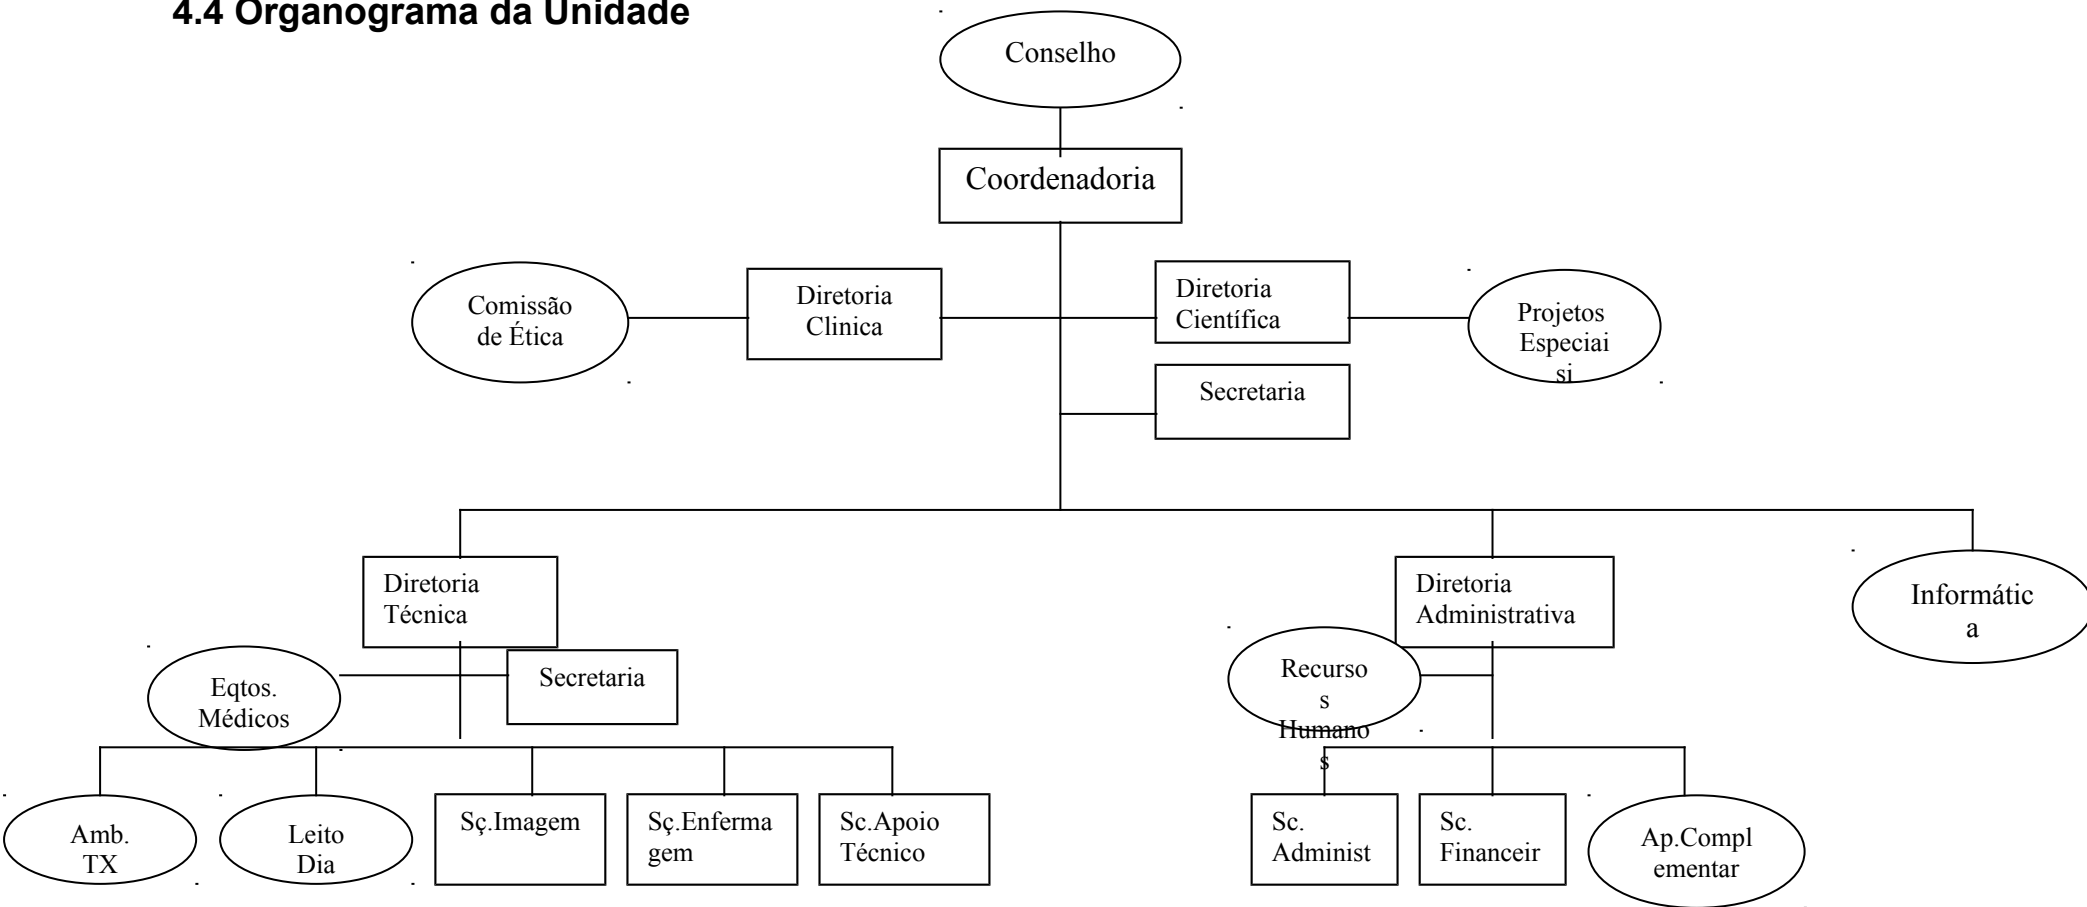 4.4 Organograma da Unidade
Conselho
Coordenadoria
Comissão
de Ética
Diretoria
Clinica
Diretoria
Científica
Projetos
Especiai
si
Secretaria
Diretoria
Técnica
Diretoria
Administrativa
Informátic
a
Eqtos.
Médicos
Secretaria
Recurso
s
Humano
s
Amb.
TX
Leito
Dia
Sç.Imagem
Sç.Enferma
gem
Sc.Apoio
Técnico
Sc.
Administ
Sc.
Financeir
Ap.Compl
ementar